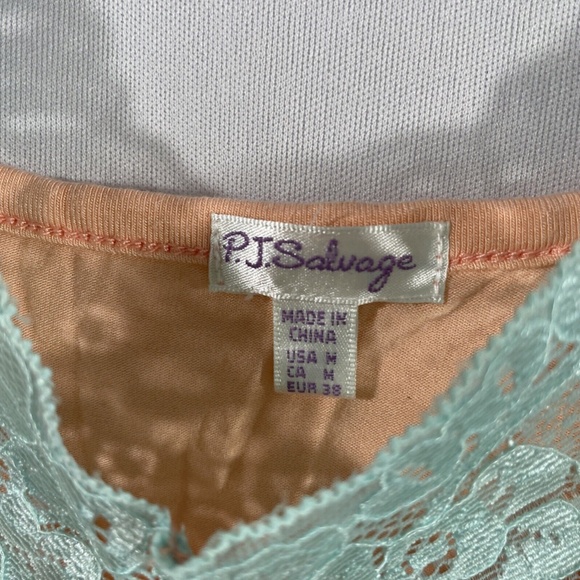 P.J.Salvage
MADE IN
CHINA
USA M
CA M
EUR 38